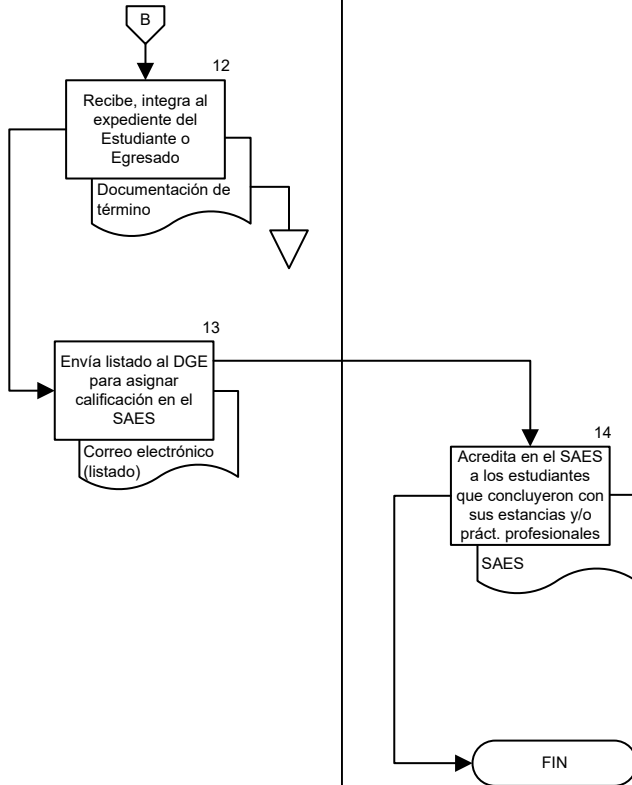 B
12
Recibe, integra al
expediente del
Estudiante o
Egresado
Documentación de
término
13
Envía listado al DGE
para asignar
calificación en el
SAES
Correo electrónico
(listado)
14
Acredita en el SAES
a los estudiantes
que concluyeron con
sus estancias y/o
práct. profesionales
SAES
FIN